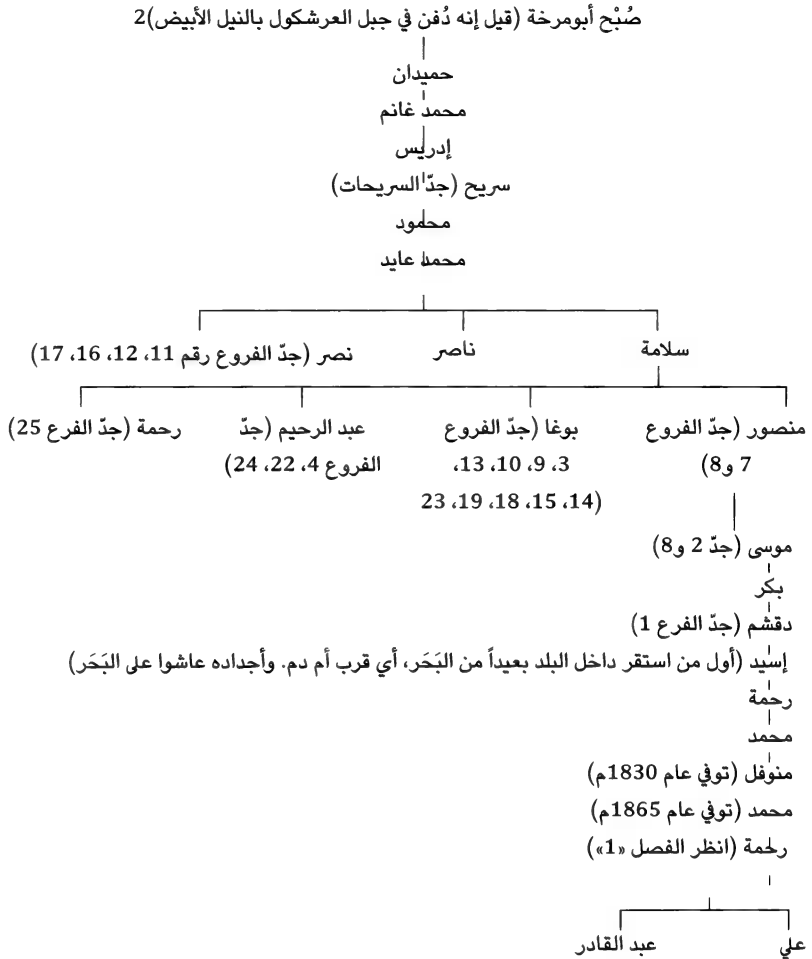 صُبْح أبومرخة (قيل إنه دُفن في جبل العرشكول بالنيل الأبيض)2
حميدان
محمد غانم
إدريس
سريح (جدّ السريحات)
محمود
محمد عايد
سلامة ناصر نصر (جدّ الفروع رقم 11، 12، 16، 17)
منصور (جدّ الفروع بوغا (جدّ الفروع عبد الرحيم (جدّ رحمة (جدّ الفرع 25)
7 و8) 3، 9، 10، 13، الفروع 4، 22، 24)
14، 15، 18، 19، 23)
موسى (جدّ 2 و8)
بكر
دقشم (جدّ الفرع 1)
إسيد (أول من استقر داخل البلد بعيداً من البَحَر، أي قرب أم دم. وأجداده عاشوا على البَحَر)
رحمة
محمد
منوفل (توفي عام 1830م)
محمد (توفي عام 1865م)
رحمة (انظر الفصل «1»)
علي عبد القادر